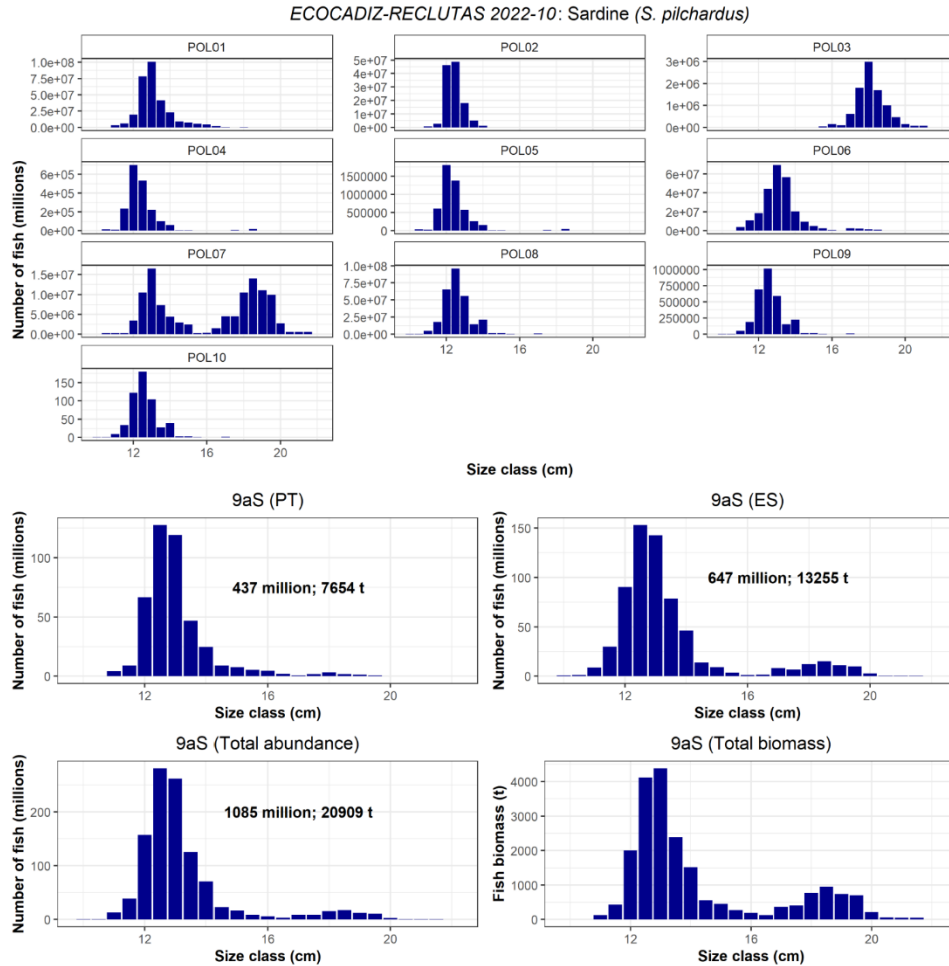 ECOCADIZ-RECLUTAS 2022-10: Sardine (S. pilchardus)
POL01 POL02 POL03
1.0e+08 5e+07 3e+06
7.5e+07 4e+07 2e+06
5.0e+07 3e+07 1e+06
2.5e+07 2e+07 0e+00
0.0e+00 1e+07
0e+00
POL04 POL05 POL06
6e+05 1500000 6e+07
4e+05 1000000 4e+07
2e+05 500000 2e+07
0e+00 0 0e+00
POL07 POL08 POL09
1.5e+07 1.0e+08 1000000
1.0e+07 7.5e+07 750000
5.0e+06 5.0e+07 500000
0.0e+00 2.5e+07 250000
0.0e+00 0
12 16 20 12 16 20
POL10
150
100
50
0
12 16 20
Number of fish (millions)
Size class (cm)
9aS (PT) 9aS (ES)
Number of fish (millions) Number of fish (millions)
100 150
50 100
0 50
0
437 million; 7654 t 647 million; 13255 t
12 16 20 12 16 20
Size class (cm) Size class (cm)
9aS (Total abundance) 9aS (Total biomass)
Number of fish (millions) Fish biomass (t)
200 4000
100 3000
0 2000
1000
0
1085 million; 20909 t
12 16 20 12 16 20
Size class (cm) Size class (cm)